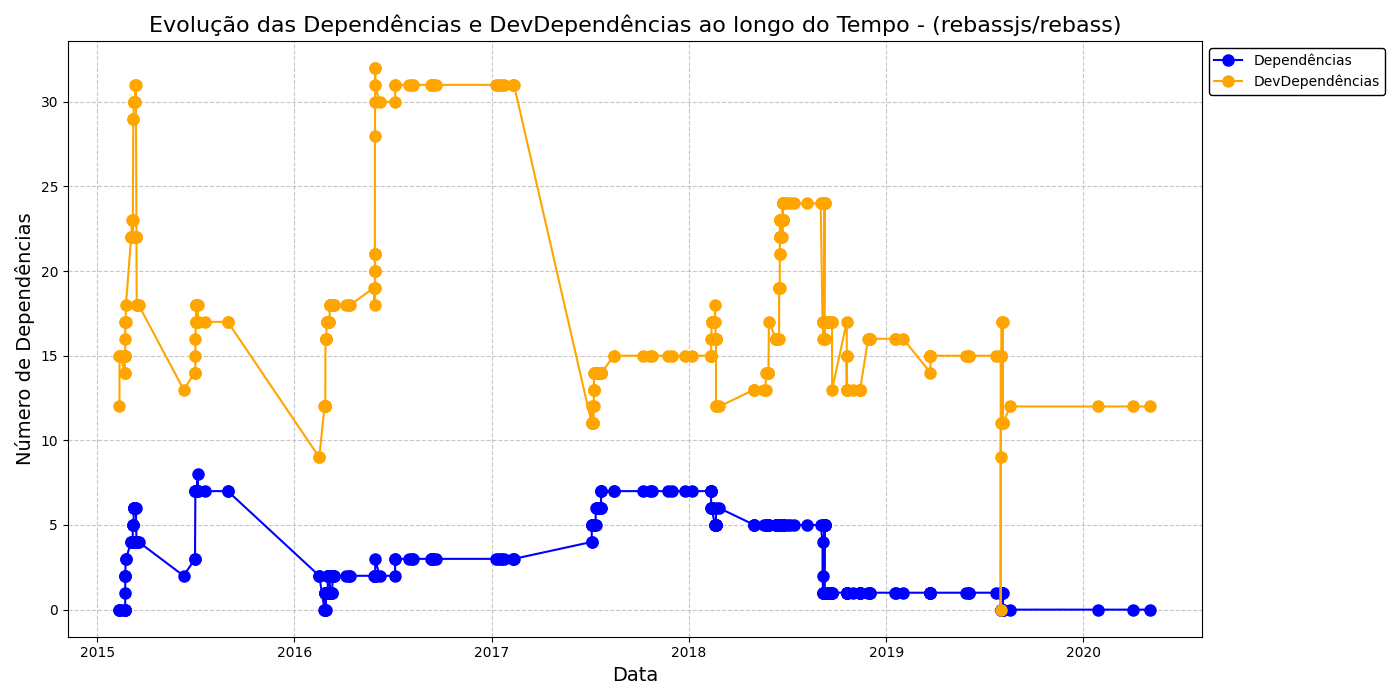 Evolução das Dependências e DevDependências ao longo do Tempo - (rebassjs/rebass)
Dependências
DevDependências
Número de Dependências
30
25
20
15
10
5
0
2015
2016
2017
2018
2019
2020
Data